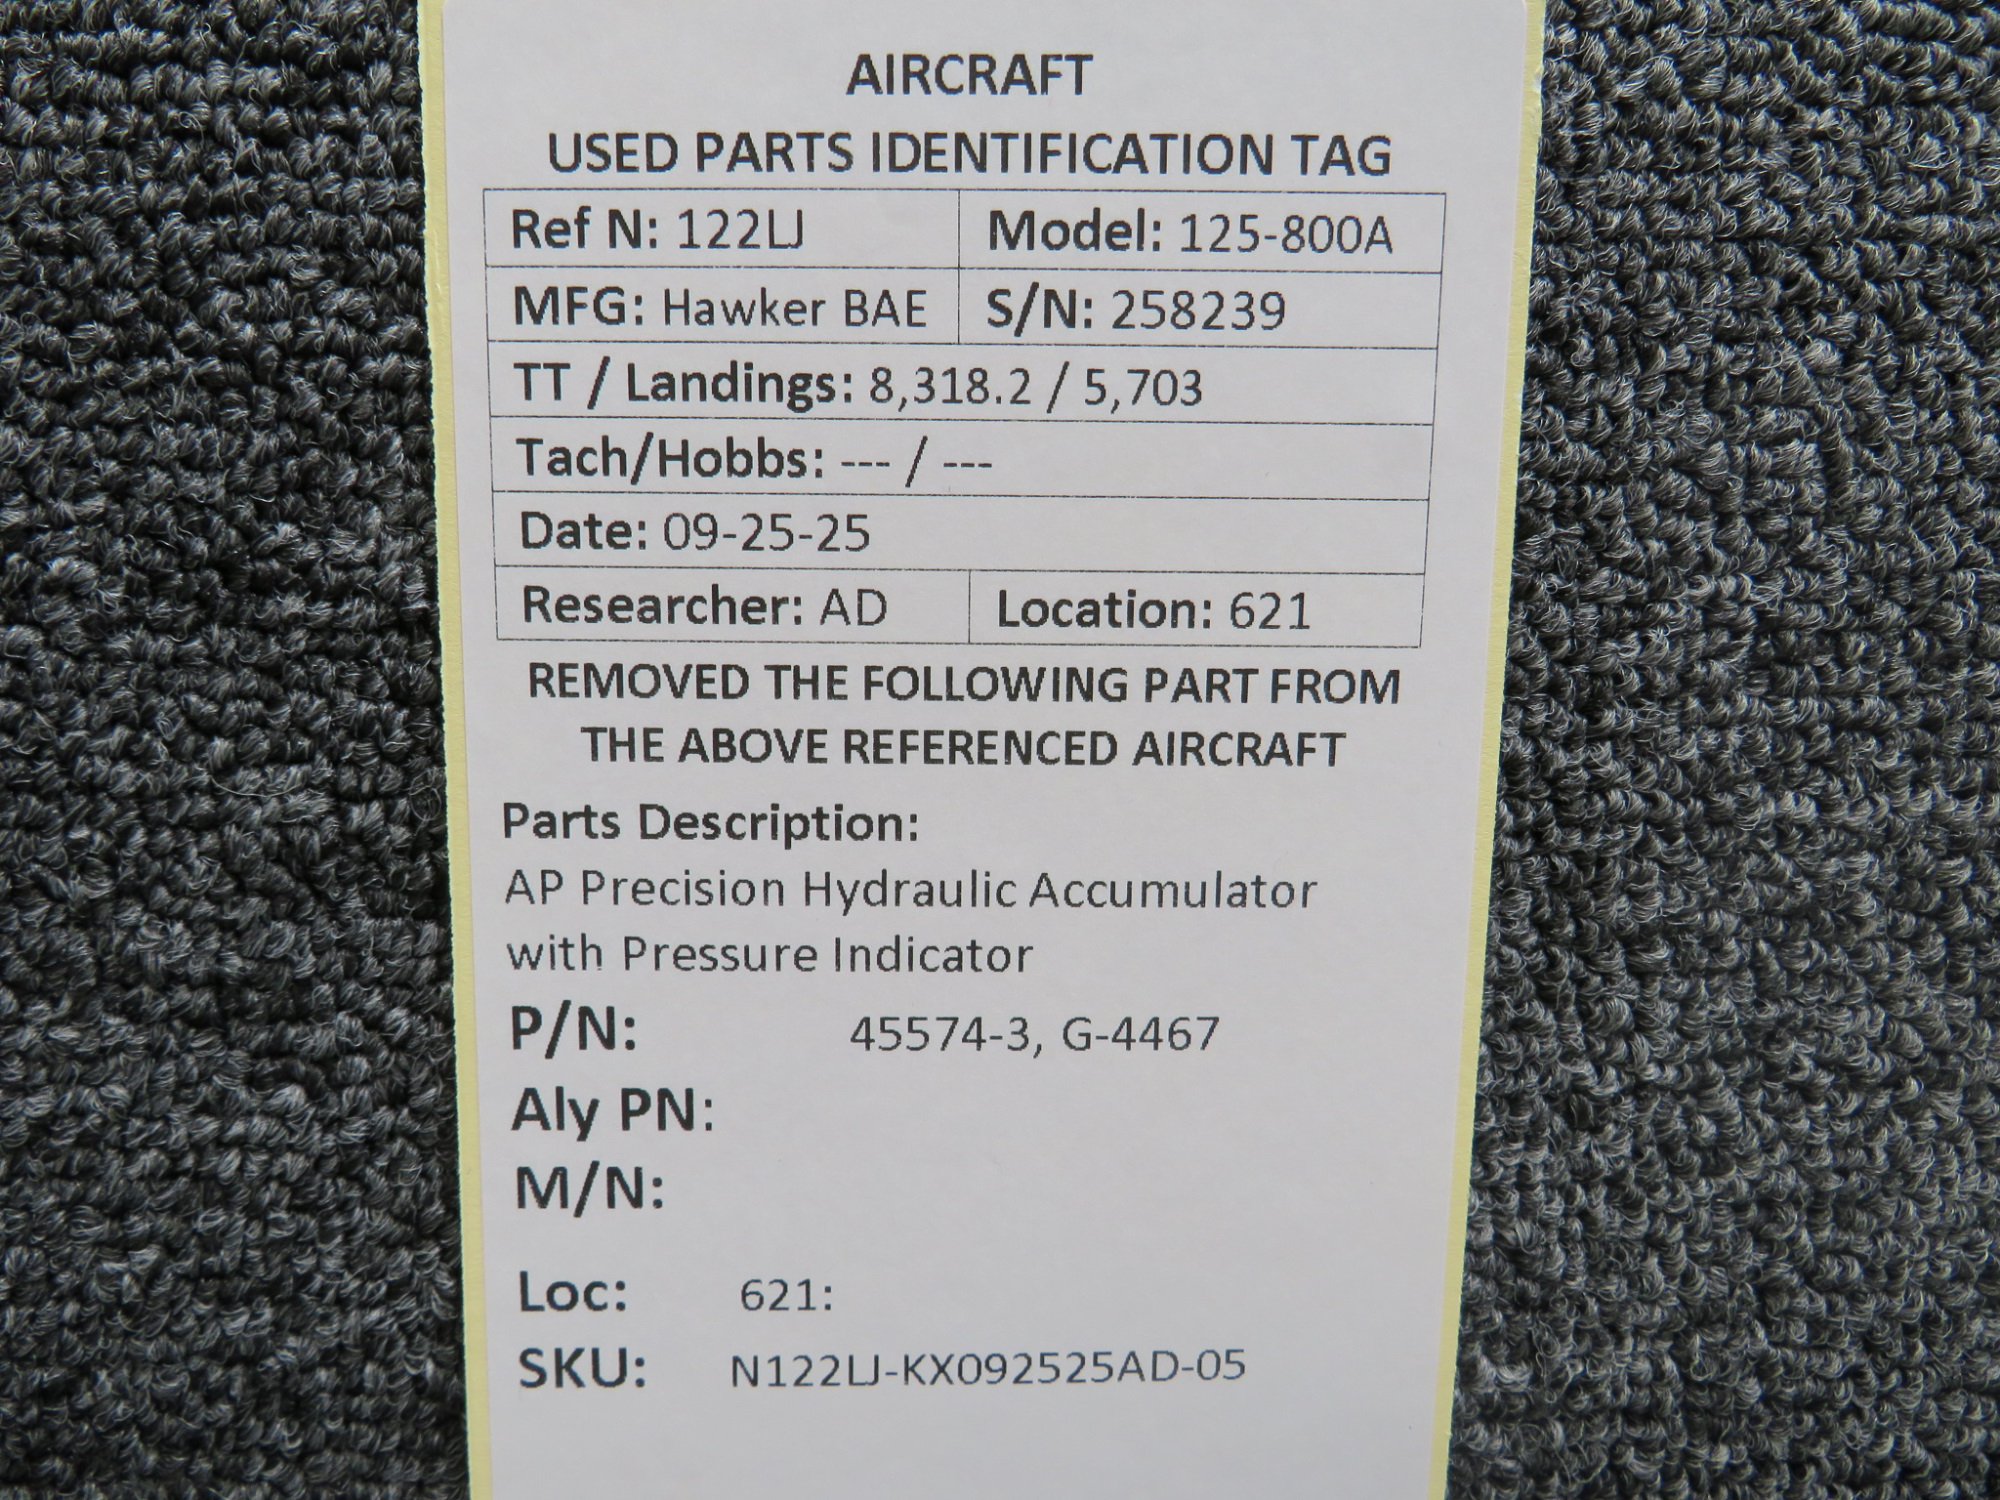 AIRCRAFT
USED PARTS IDENTIFICATION TAG
Ref N: 122LJ Model: 125-800A
MFG: Hawker BAE S/N: 258239
TT / Landings: 8,318.2 / 5,703
Tach/Hobbs: --- / ---
Date: 09-25-25
Researcher: AD Location: 621
REMOVED THE FOLLOWING PART FROM
THE ABOVE REFERENCED AIRCRAFT
Parts Description:
AP Precision Hydraulic Accumulator
with Pressure Indicator
P/N: 45574-3, G-4467
Aly PN:
M/N:
Loc: 621:
SKU: N122LJ-KX092525AD-05